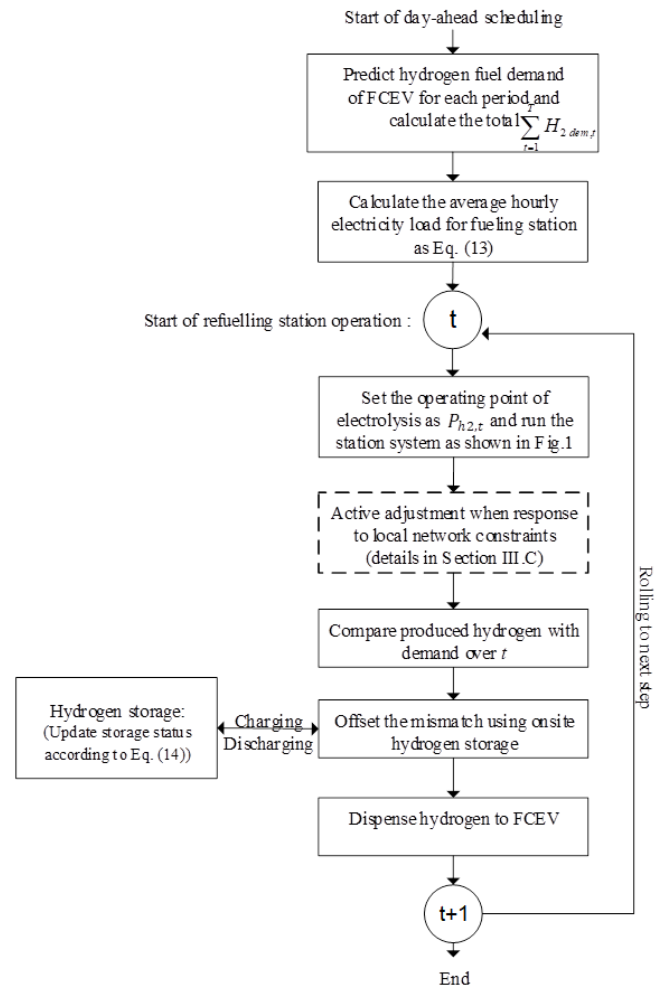 Start of day-ahead scheduling
Predict hydrogen fuel demand
of FCEV for each period and
calculate the total \sum_{t=1}^{T} H_{2 dem,t}
Calculate the average hourly
electricity load for fueling station
as Eq. (13)
Start of refuelling station operation :
t
Set the operating point of
electrolysis as P_{h2,t} and run the
station system as shown in Fig.1
Active adjustment when response
to local network constraints
(details in Section III.C)
Rolling to next step
Compare produced hydrogen with
demand over t
Hydrogen storage:
(Update storage status
according to Eq. (14))
Charging
Discharging
Offset the mismatch using onsite
hydrogen storage
Dispense hydrogen to FCEV
t+1
End